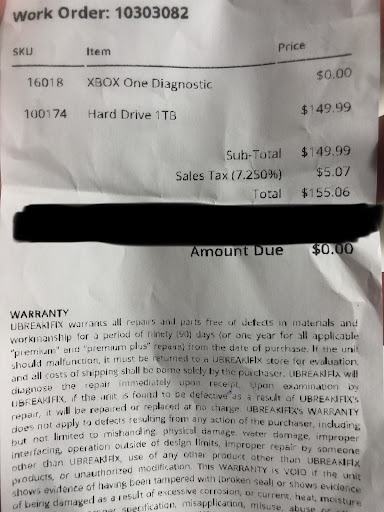 Work Order: 10303082
SKU Item Price
16018 XBOX One Diagnostic $0.00
100174 Hard Drive 1TB $149.99
Sub-Total $149.99
Sales Tax (7.250%) $5.07
Total $155.06
Amount Due $0.00
WARRANTY
UBREAKIFIX warrants all repairs and parts free of defects in materials and
workmanship for a period of ninety (90) days (or one year for all applicable
"premium" and "premium plus" repairs) from the date of purchase. If the unit
should malfunction, it must be returned to a UBREAKIFIX store for evaluation,
and all costs of shipping shall be borne solely by the purchaser. UBREAKIFIX will
diagnose the repair immediately upon receipt. Upon examination by
UBREAKIFIX, if the unit is found to be defective as a result of UBREAKIFIX's
repair, it will be repaired or replaced at no charge. UBREAKIFIX's WARRANTY
does not apply to defects resulting from any action of the purchaser, including
but not limited to mishandling, physical damage, water damage, improper
interfacing, operation outside of design limits, improper repair by someone
other than UBREAKIFIX, use of any other product other than UBREAKIFIX
products, or unauthorized modification. This WARRANTY is VOID if the unit
shows evidence of having been tampered with (broken seal) or shows evidence
of being damaged as a result of excessive corrosion, or current, heat, moisture
specification, misapplication, misuse, abuse